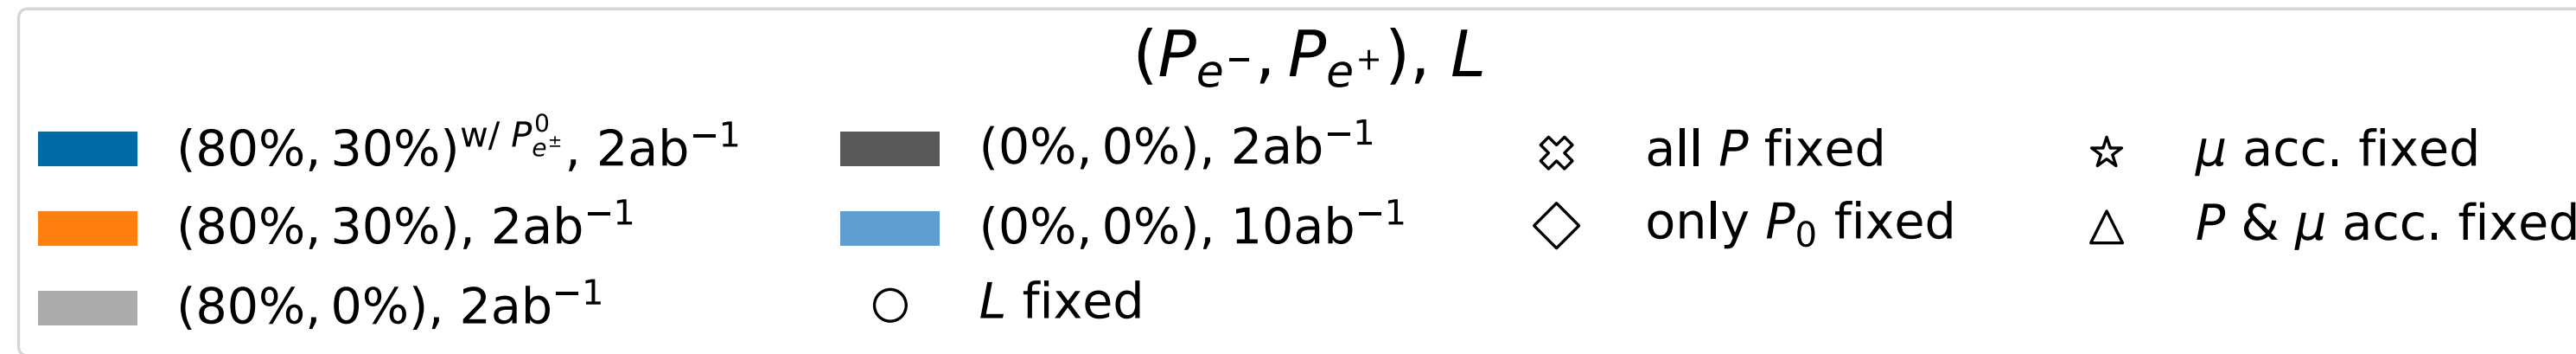 (P_{e^-}, P_{e^+}), L
(80%, 30%)^{w/ P^0_{e^±}}, 2ab^{-1}
(80%, 30%), 2ab^{-1}
(80%, 0%), 2ab^{-1}
(0%, 0%), 2ab^{-1}
(0%, 0%), 10ab^{-1}
L fixed
all P fixed
only P_0 fixed
μ acc. fixed
P & μ acc. fixed